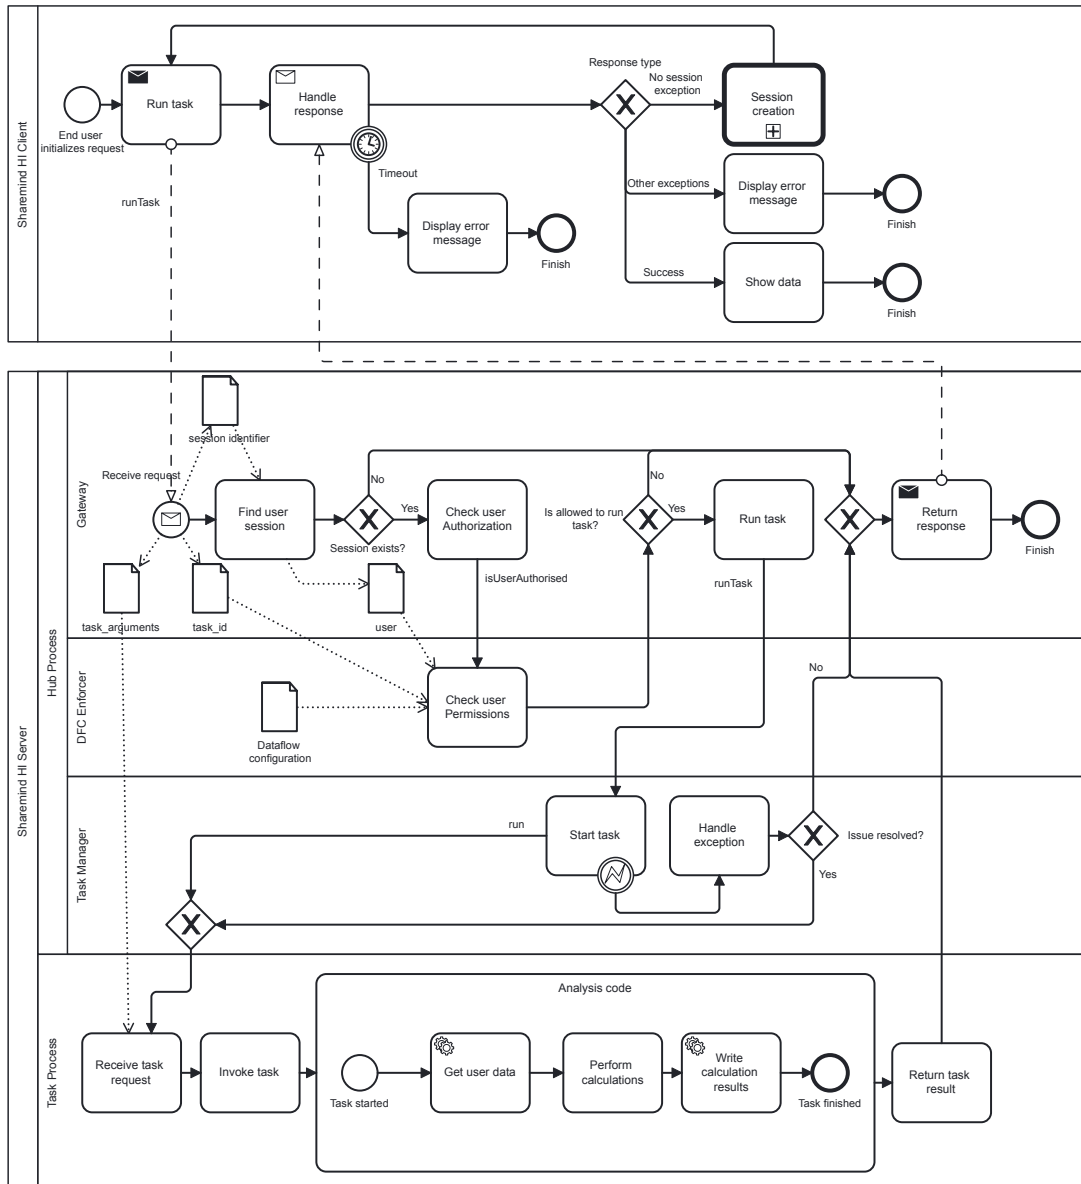 Sharemind HI Client
End user
initializes request
Run task
runTask
Handle
response
Timeout
Display error
message
Finish
Response type
No session
exception
Session
creation
Other exceptions
Display error
message
Finish
Success
Show data
Finish
Sharemind HI Server
Hub Process
Gateway
session identifier
Receive request
Find user
session
No
Yes
Session exists?
Check user
Authorization
isUserAuthorised
No
Is allowed to run
task?
Yes
Run task
runTask
Return
response
Finish
task_arguments
task_id
user
DFC Enforcer
Dataflow
configuration
Check user
Permissions
No
Task Manager
run
Start task
Handle
exception
Issue resolved?
Yes
Task Process
Receive task
request
Invoke task
Analysis code
Task started
Get user data
Perform
calculations
Write
calculation
results
Task finished
Return task
result